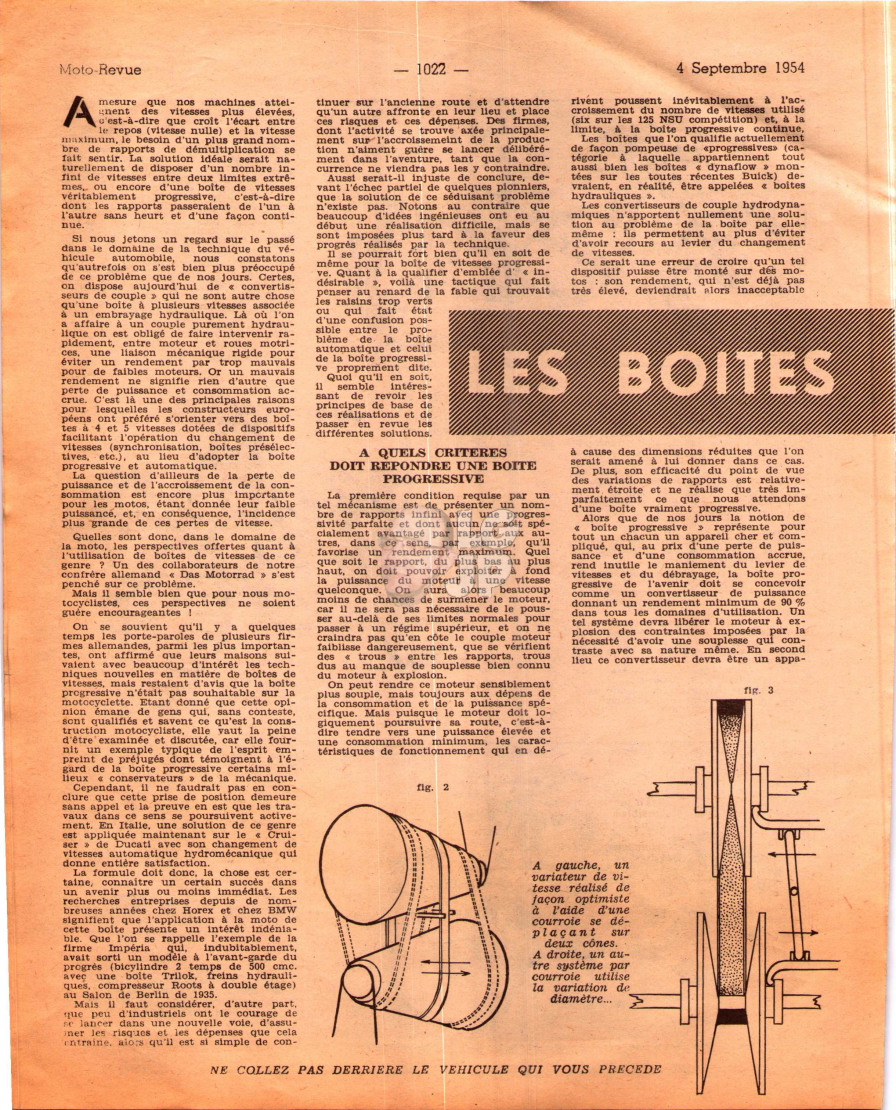 Moto-Revue
— 1022 —
4 Septembre 1954
A mesure que nos machines attei-
gnent des vitesses plus élevées,
c'est-à-dire que croît l'écart entre
le repos (vitesse nulle) et la vitesse
maximum, le besoin d'un plus grand nom-
bre de rapports de démultiplication se
fait sentir. La solution idéale serait na-
turellement de disposer d'un nombre in-
fini de vitesses entre deux limites extrê-
mes, ou encore d'une boîte de vitesses
véritablement progressive, c'est-à-dire
dont les rapports passeraient de l'un à
l'autre sans heurt et d'une façon conti-
nue.
Si nous jetons un regard sur le passé
dans le domaine de la technique du vé-
hicule automobile, nous constatons
qu'autrefois on s'est bien plus préoccupé
de ce problème que de nos jours. Certes,
on dispose aujourd'hui de « convertis-
seurs de couple » qui ne sont autre chose
qu'une boîte à plusieurs vitesses associée
à un embrayage hydraulique. Là où l'on
a affaire à un couple purement hydrau-
lique on est obligé de faire intervenir ra-
pidement, entre moteur et roues motri-
ces, une liaison mécanique rigide pour
éviter un rendement par trop mauvais
pour de faibles moteurs. Or un mauvais
rendement ne signifie rien d'autre que
perte de puissance et consommation ac-
crue. C'est là une des principales raisons
pour lesquelles les constructeurs euro-
péens ont préféré s'orienter vers des boî-
tes à 4 et 5 vitesses dotées de dispositifs
facilitant l'opération du changement de
vitesses (synchronisation, boîtes présélec-
tives, etc.), au lieu d'adopter la boîte
progressive et automatique.
La question d'ailleurs de la perte de
puissance et de l'accroissement de la con-
sommation est encore plus importante
pour les motos, étant donnée leur faible
puissance, et, en conséquence, l'incidence
plus grande de ces pertes de vitesse.
Quelles sont donc, dans le domaine de
la moto, les perspectives offertes quant à
l'utilisation de boîtes de vitesses de ce
genre ? Un des collaborateurs de notre
confrère allemand « Das Motorrad » s'est
penché sur ce problème.
Mais il semble bien que pour nous mo-
tocyclistes, ces perspectives ne soient
guère encourageantes !
On se souvient qu'il y a quelques
temps les porte-paroles de plusieurs fir-
mes allemandes, parmi les plus importan-
tes, ont affirmé que leurs maisons sui-
vaient avec beaucoup d'intérêt les tech-
niques nouvelles en matière de boîtes de
vitesses, mais restaient d'avis que la boîte
progressive n'était pas souhaitable sur la
motocyclette. Etant donné que cette opi-
nion émane de gens qui, sans conteste,
sont qualifiés et savent ce qu'est la cons-
truction motocycliste, elle vaut la peine
d'être examinée et discutée, car elle four-
nit un exemple typique de l'esprit em-
preint de préjugés dont témoignent à l'é-
gard de la boîte progressive certains mi-
lieux « conservateurs » de la mécanique.
Cependant, il ne faudrait pas en con-
clure que cette prise de position demeure
sans appel et la preuve en est que les tra-
vaux dans ce sens se poursuivent active-
ment. En Italie, une solution de ce genre
est appliquée maintenant sur le « Crui-
ser » de Ducati avec son changement de
vitesses automatique hydromécanique qui
donne entière satisfaction.
La formule doit donc, la chose est cer-
taine, connaître un certain succès dans
un avenir plus ou moins immédiat. Les
recherches entreprises depuis de nom-
breuses années chez Horex et chez BMW
signifient que l'application à la moto de
cette boîte présente un intérêt indénia-
ble. Que l'on se rappelle l'exemple de la
firme Impéria qui, indubitablement,
avait sorti un modèle à l'avant-garde du
progrès (bicylindre 2 temps de 500 cmc.
avec une boîte Trilok, freins hydrauli-
ques, compresseur Roots à double étage)
au Salon de Berlin de 1935.
Mais il faut considérer, d'autre part,
que peu d'industriels ont le courage de
se lancer dans une nouvelle voie, d'assu-
mer les risques et les dépenses que cela
entraine, alors qu'il est si simple de con-
tinuer sur l'ancienne route et d'attendre
qu'un autre affronte en leur lieu et place
ces risques et ces dépenses. Des firmes,
dont l'activité se trouve axée principale-
ment sur l'accroissement de la produc-
tion n'aiment guère se lancer délibéré-
ment dans l'aventure, tant que la con-
currence ne viendra pas les y contraindre.
Aussi serait-il injuste de conclure, de-
vant l'échec partiel de quelques pionniers,
que la solution de ce séduisant problème
n'existe pas. Notons au contraire que
beaucoup d'idées ingénieuses ont eu au
début une réalisation difficile, mais se
sont imposées plus tard à la faveur des
progrès réalisés par la technique.
Il se pourrait fort bien qu'il en soit de
même pour la boîte de vitesses progressi-
ve. Quant à la qualifier d'emblée d' « in-
désirable », voilà une tactique qui fait
penser au renard de la fable qui trouvait
les raisins trop verts
ou qui fait état
d'une confusion pos-
sible entre le pro-
blème de la boîte
automatique et celui
de la boîte progressi-
ve proprement dite.
Quoi qu'il en soit,
il semble intéres-
sant de revoir les
principes de base de
ces réalisations et de
passer en revue les
différentes solutions.
A QUELS CRITERES
DOIT REPONDRE UNE BOITE
PROGRESSIVE
La première condition requise par un
tel mécanisme est de présenter un nom-
bre de rapports infini avec une progres-
sivité parfaite et dont nul ne soit spé-
cialement avantagé par rapport aux au-
tres, dans ce sens, par exemple, qu'il
favorise un rendement maximum. Quel
que soit le rapport, du plus bas au plus
haut, on doit pouvoir exploiter à fond
la puissance du moteur à une vitesse
quelconque. On aura alors beaucoup
moins de chances de surmener le moteur,
car il ne sera pas nécessaire de le pous-
ser au-delà de ses limites normales pour
passer à un régime supérieur, et on ne
craindra pas qu'en côte le couple moteur
faiblisse dangereusement, que se vérifient
des « trous » entre les rapports, trous
dus au manque de souplesse bien connu
du moteur à explosion.
On peut rendre ce moteur sensiblement
plus souple, mais toujours aux dépens de
la consommation et de la puissance spé-
cifique. Mais puisque le moteur doit lo-
giquement poursuivre sa route, c'est-à-
dire tendre vers une puissance élevée et
une consommation minimum, les carac-
téristiques de fonctionnement qui en dé-
rivent poussent inévitablement à l'ac-
croissement du nombre de vitesses utilisé
(six sur les 125 NSU compétition) et, à la
limite, à la boîte progressive continue.
Les boîtes que l'on qualifie actuellement
de façon pompeuse de «progressives» (ca-
tégorie à laquelle appartiennent tout
aussi bien les boîtes « dynaflow » mon-
tées sur les toutes récentes Buick) de-
vraient, en réalité, être appelées « boîtes
hydrauliques ».
Les convertisseurs de couple hydrodyna-
miques n'apportent nullement une solu-
tion au problème de la boîte par elle-
même : ils permettent au plus d'éviter
d'avoir recours au levier du changement
de vitesses.
Ce serait une erreur de croire qu'un tel
dispositif puisse être monté sur des mo-
tos : son rendement, qui n'est déjà pas
très élevé, deviendrait alors inacceptable
LES BOITES
à cause des dimensions réduites que l'on
serait amené à lui donner dans ce cas.
De plus, son efficacité du point de vue
des variations de rapports est relative-
ment étroite et ne réalise que très im-
parfaitement ce que nous attendons
d'une boîte vraiment progressive.
Alors que de nos jours la notion de
« boîte progressive » représente pour
tout un chacun un appareil cher et com-
pliqué, qui, au prix d'une perte de puis-
sance et d'une consommation accrue,
rend inutile le maniement du levier de
vitesses et du débrayage, la boîte pro-
gressive de l'avenir doit se concevoir
comme un convertisseur de puissance
donnant un rendement minimum de 90 %
dans tous les domaines d'utilisation. Un
tel système devra libérer le moteur à ex-
plosion des contraintes imposées par la
nécessité d'avoir une souplesse qui con-
traste avec sa nature même. En second
lieu ce convertisseur devra être un appa-
fig. 2
fig. 3
A gauche, un
variateur de vi-
tesse réalisé de
façon optimiste
à l'aide d'une
courroie se dé-
plaçant sur
deux cônes.
A droite, un au-
tre système par
courroie utilise
la variation de
diamètre...
NE COLLEZ PAS DERRIERE LE VEHICULE QUI VOUS PRECEDE